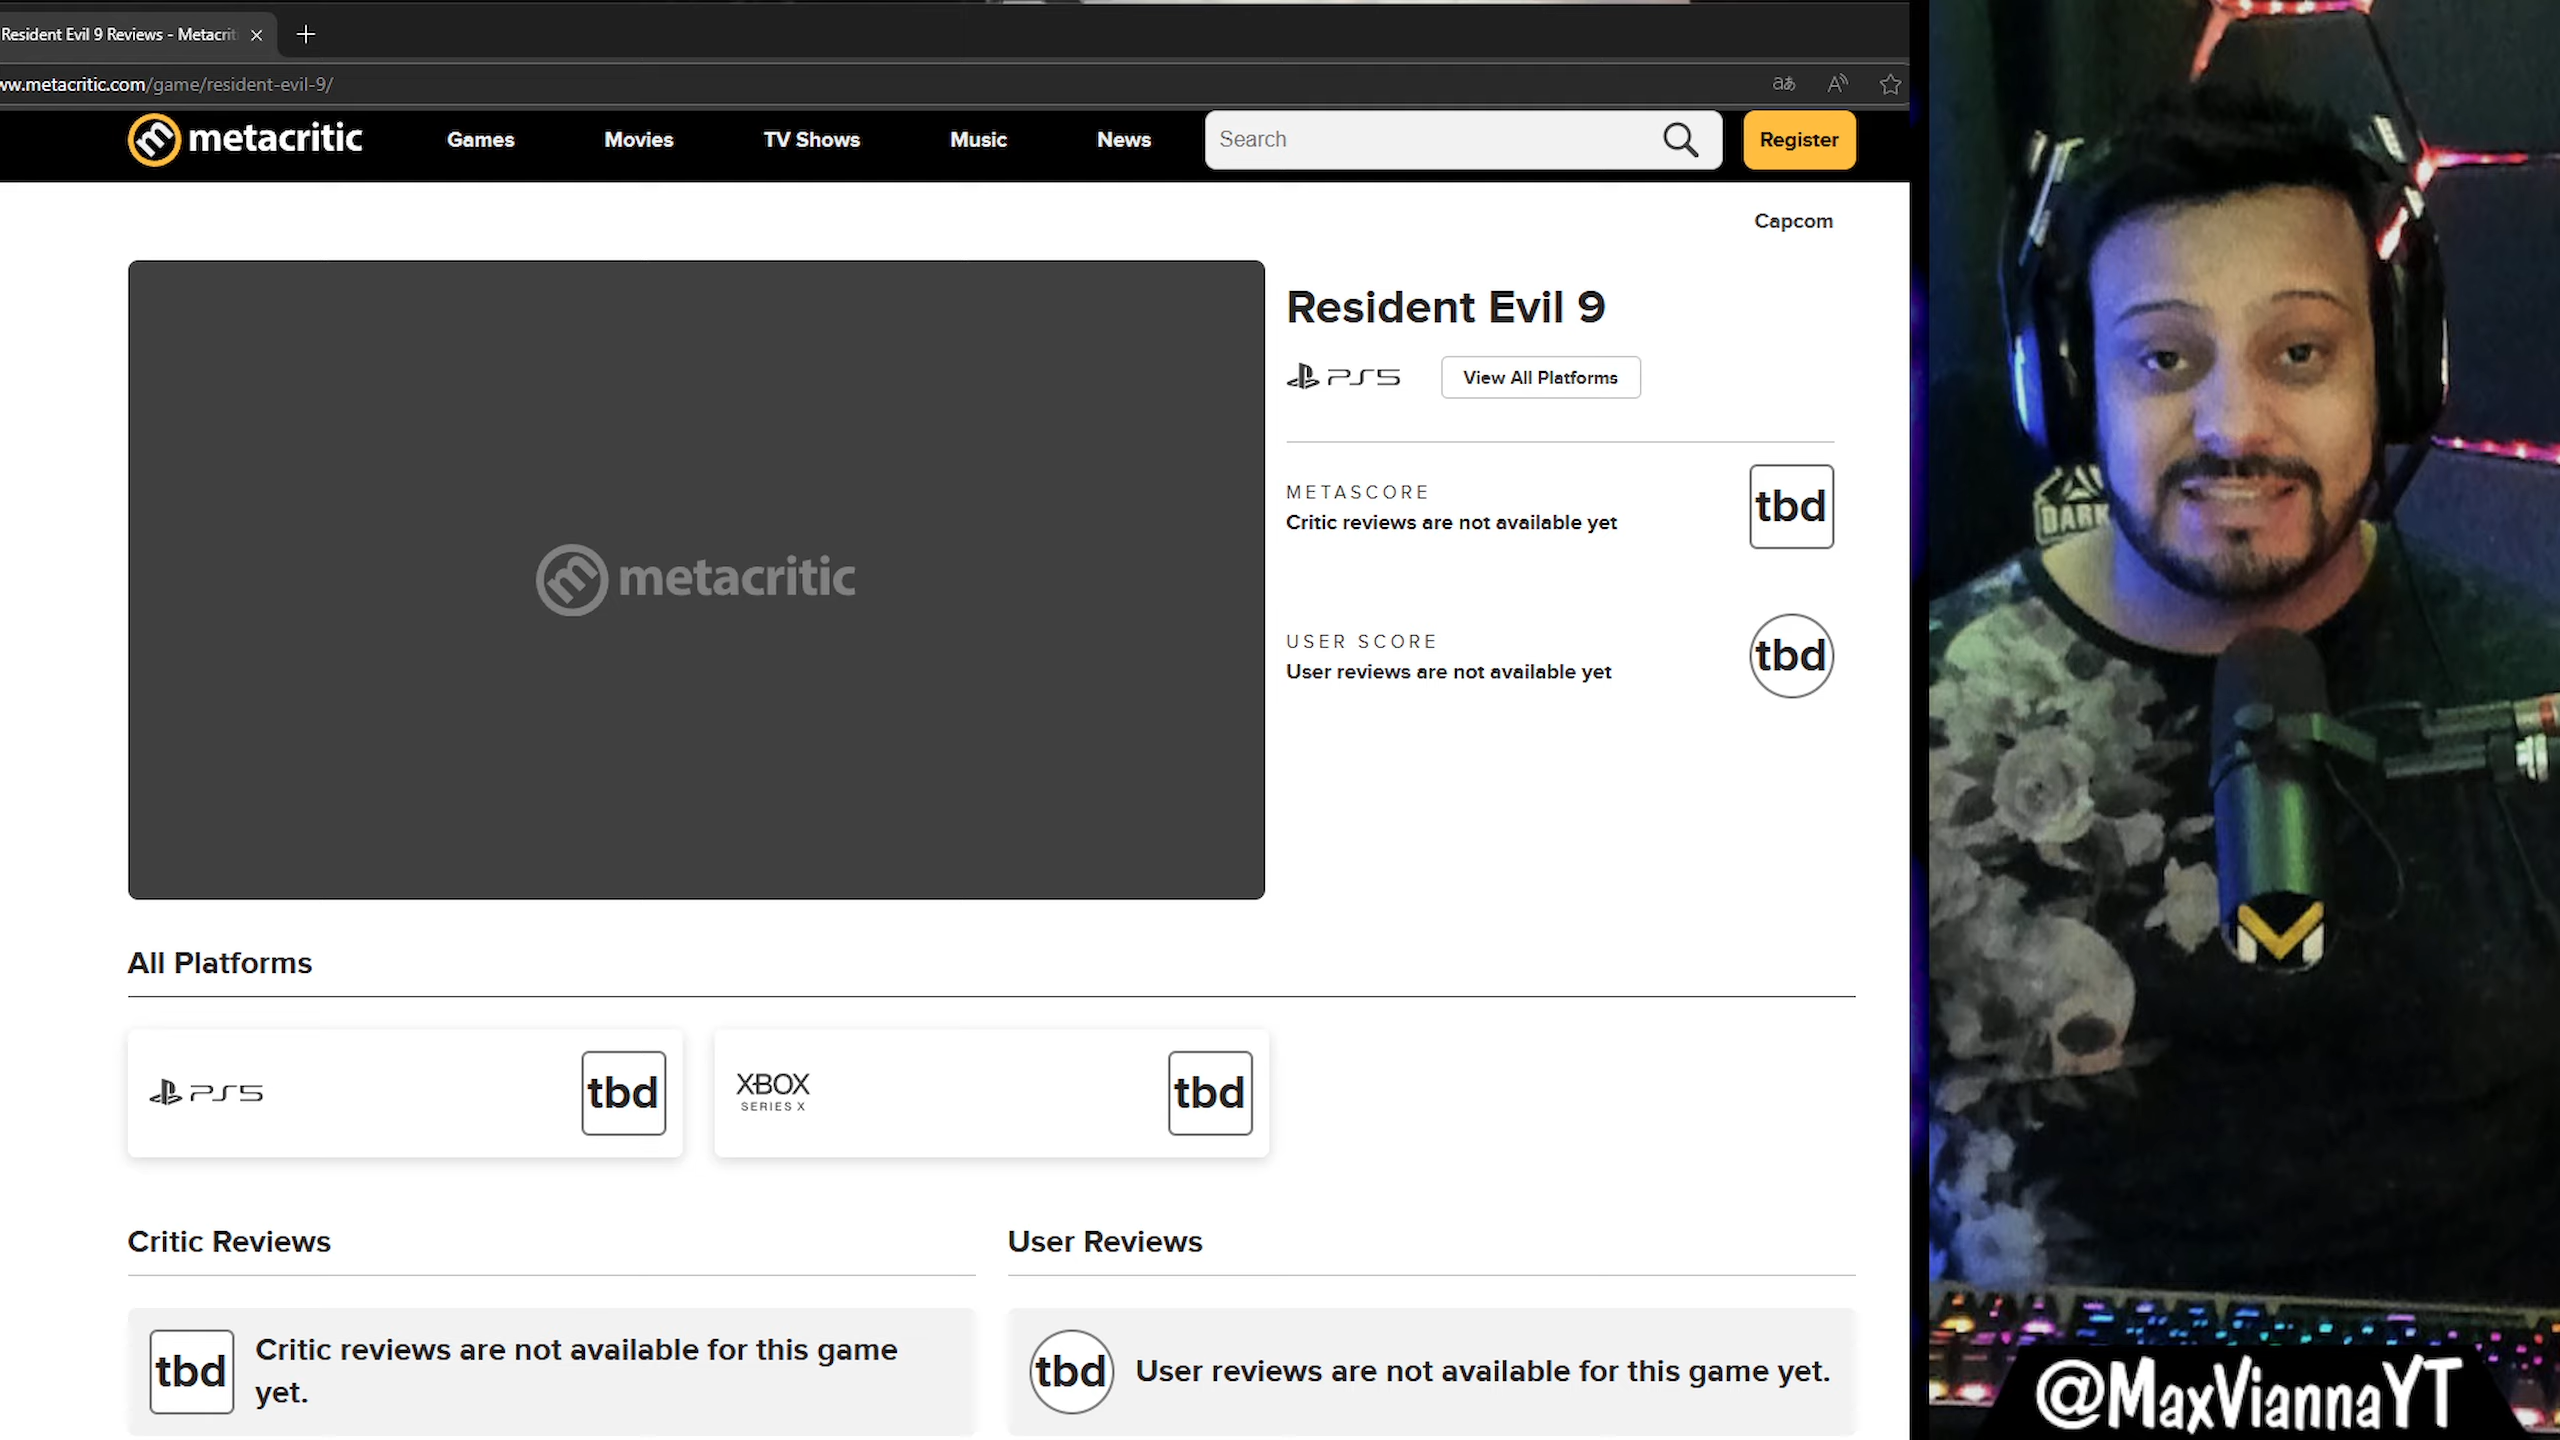 Resident Evil 9 Reviews - Metacriti
ww.metacritic.com/game/resident-evil-9/
metacritic
Games
Movies
TV Shows
Music
News
Search
Register
Capcom
metacritic
Resident Evil 9
PS5
View All Platforms
METASCORE
Critic reviews are not available yet
tbd
USER SCORE
User reviews are not available yet
tbd
DARK
All Platforms
PS5
tbd
XBOX
SERIES X
tbd
Critic Reviews
tbd
Critic reviews are not available for this game
yet.
User Reviews
tbd
User reviews are not available for this game yet.
@MaxViannaYT